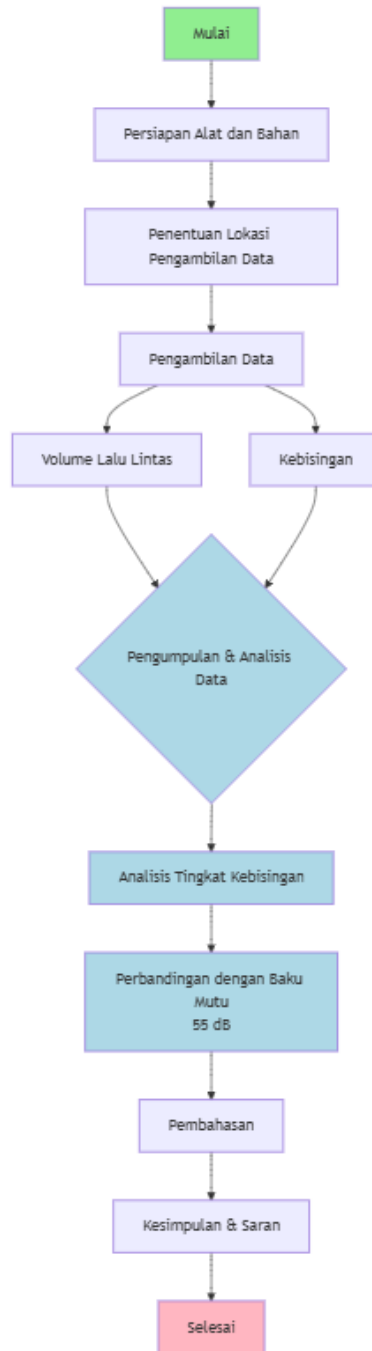 Mulai
Persiapan Alat dan Bahan
Penentuan Lokasi
Pengambilan Data
Pengambilan Data
Volume Lalu Lintas
Kebisingan
Pengumpulan & Analisis
Data
Analisis Tingkat Kebisingan
Perbandingan dengan Baku
Mutu
55 dB
Pembahasan
Kesimpulan & Saran
Selesai